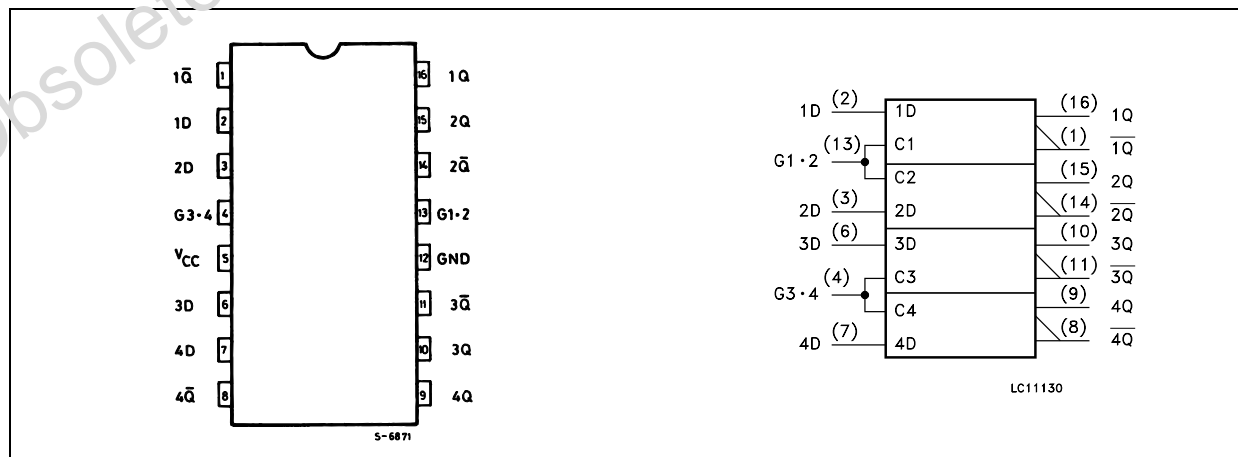 obsolete
1Q̅ 1 16 1Q
1D 2 15 2Q
2D 3 14 2Q̅
G3·4 4 13 G1·2
VCC 5 12 GND
3D 6 11 3Q̅
4D 7 10 3Q
4Q̅ 8 9 4Q
S-6871
1D (2) 1D (16) 1Q
G1·2 (13) C1 (1) 1Q̅
C2 (15) 2Q
2D (3) 2D (14) 2Q̅
3D (6) 3D (10) 3Q
G3·4 (4) C3 (11) 3Q̅
C4 (9) 4Q
4D (7) 4D (8) 4Q̅
LC11130